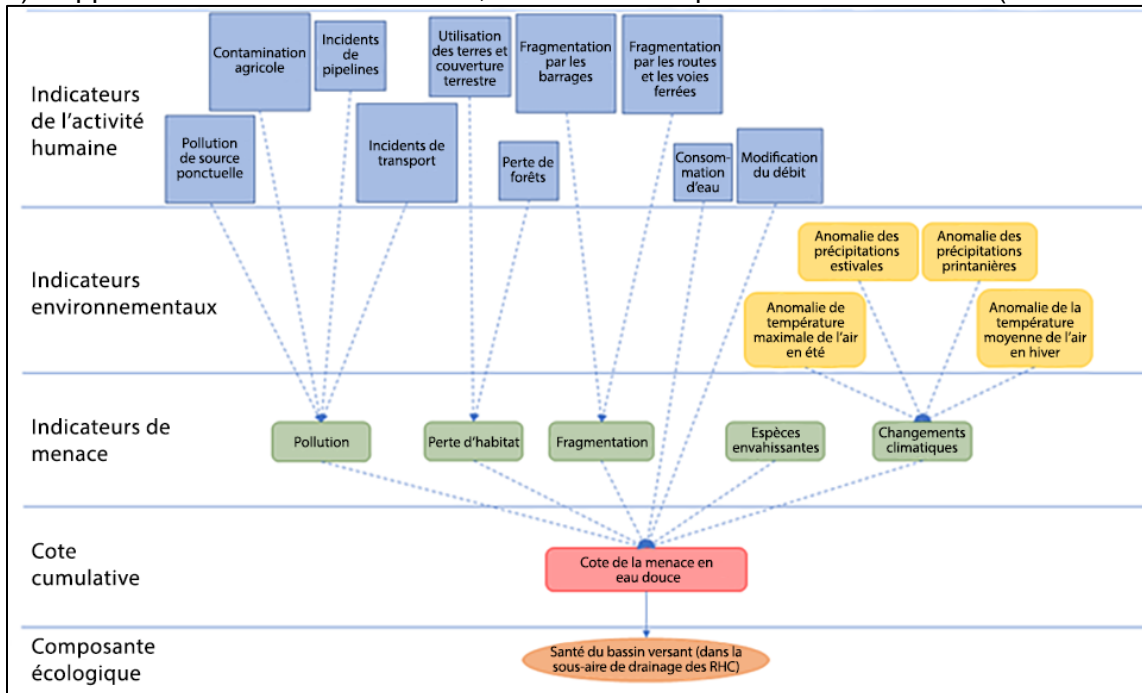 Indicateurs
de l'activité
humaine
Contamination
agricole
Incidents
de
pipelines
Utilisation
des terres et
couverture
terrestre
Fragmentation
par les
barrages
Fragmentation
par les routes
et les voies
ferrées
Pollution
de source
ponctuelle
Incidents de
transport
Perte de
forêts
Consom-
mation
d'eau
Modification
du débit
Indicateurs
environnementaux
Anomalie des
précipitations
estivales
Anomalie des
précipitations
printanières
Anomalie de
température
maximale de l'air
en été
Anomalie de la
température
moyenne de l'air
en hiver
Indicateurs de
menace
Pollution
Perte d'habitat
Fragmentation
Espèces
envahissantes
Changements
climatiques
Cote
cumulative
Cote de la menace en
eau douce
Composante
écologique
Santé du bassin versant (dans la
sous-aire de drainage des RHC)